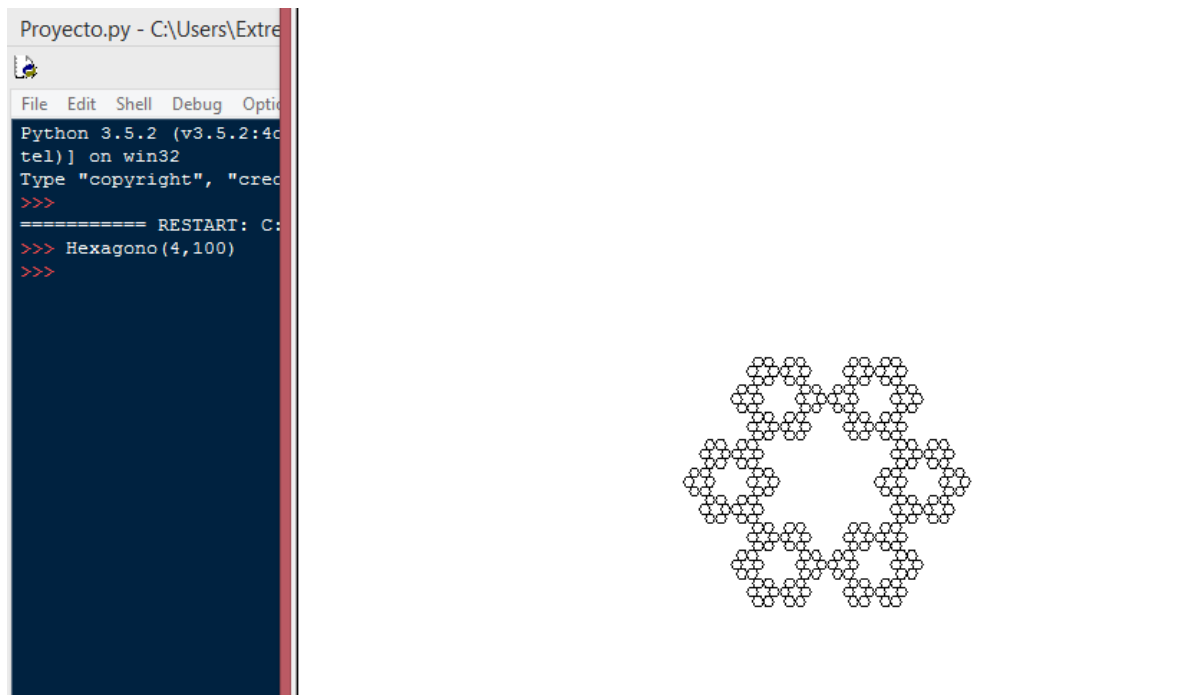 Proyecto.py - C:\Users\Extre
File Edit Shell Debug Optic
Python 3.5.2 (v3.5.2:4c
tel)] on win32
Type "copyright", "cred
>>>
=========== RESTART: C:
>>> Hexagono(4,100)
>>>